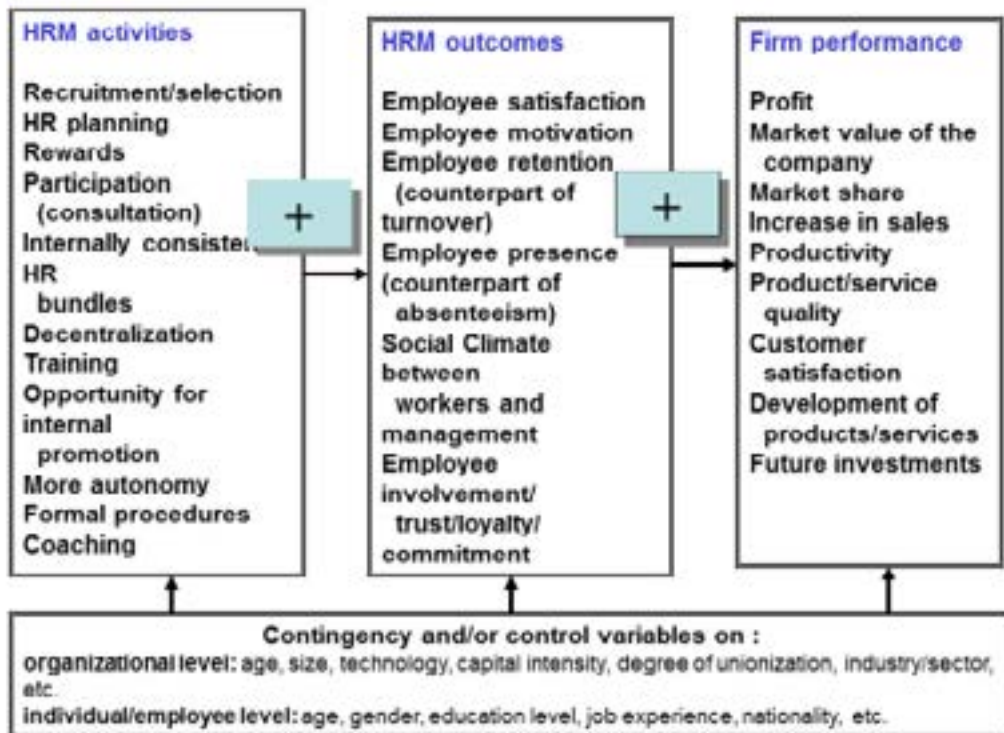 HRM activities
Recruitment/selection
HR planning
Rewards
Participation
(consultation)
Internally consisten
HR
bundles
Decentralization
Training
Opportunity for
internal
promotion
More autonomy
Formal procedures
Coaching
+
HRM outcomes
Employee satisfaction
Employee motivation
Employee retention
(counterpart of
turnover)
Employee presence
(counterpart of
absenteeism)
Social Climate
between
workers and
management
Employee
involvement/
trust/loyalty/
commitment
+
Firm performance
Profit
Market value of the
company
Market share
Increase in sales
Productivity
Product/service
quality
Customer
satisfaction
Development of
products/services
Future investments
Contingency and/or control variables on :
organizational level: age, size, technology, capital intensity, degree of unionization, industry/sector,
etc.
individual/employee level: age, gender, education level, job experience, nationality, etc.